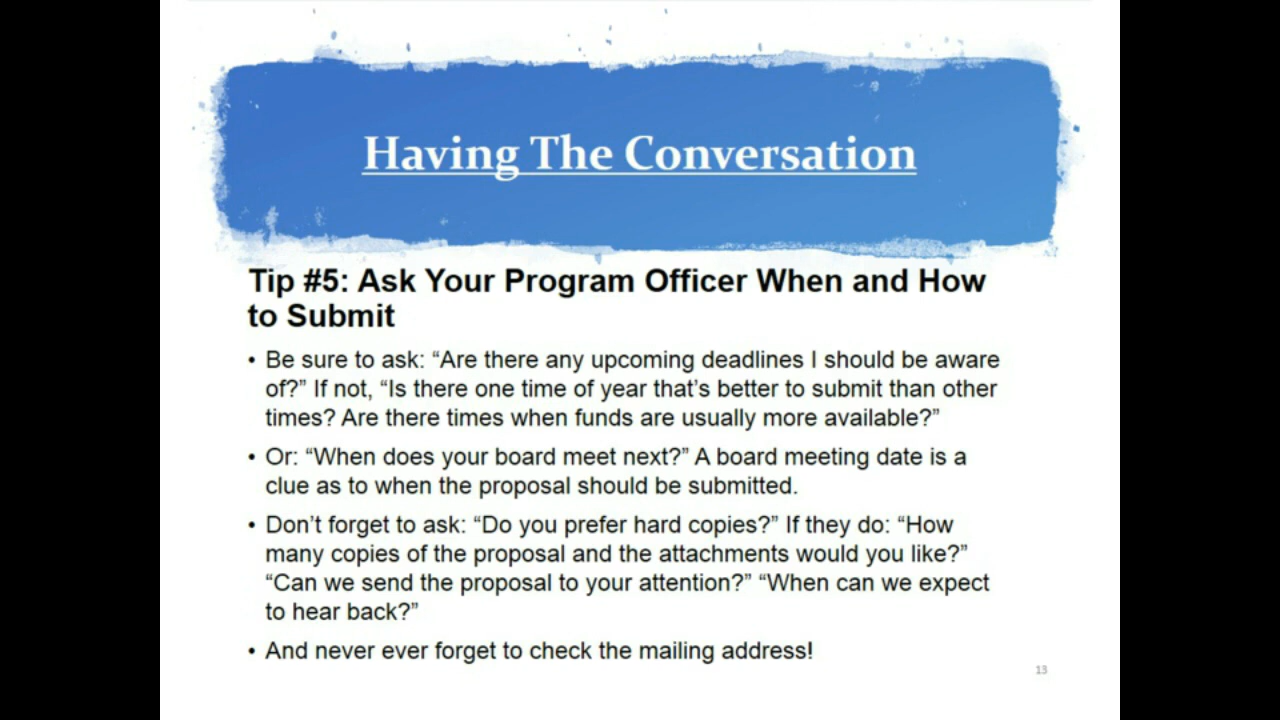 Having The Conversation
Tip #5: Ask Your Program Officer When and How
to Submit
• Be sure to ask: “Are there any upcoming deadlines I should be aware
of?” If not, “Is there one time of year that’s better to submit than other
times? Are there times when funds are usually more available?”
• Or: “When does your board meet next?” A board meeting date is a
clue as to when the proposal should be submitted.
• Don’t forget to ask: “Do you prefer hard copies?” If they do: “How
many copies of the proposal and the attachments would you like?”
“Can we send the proposal to your attention?” “When can we expect
to hear back?”
• And never ever forget to check the mailing address!
13